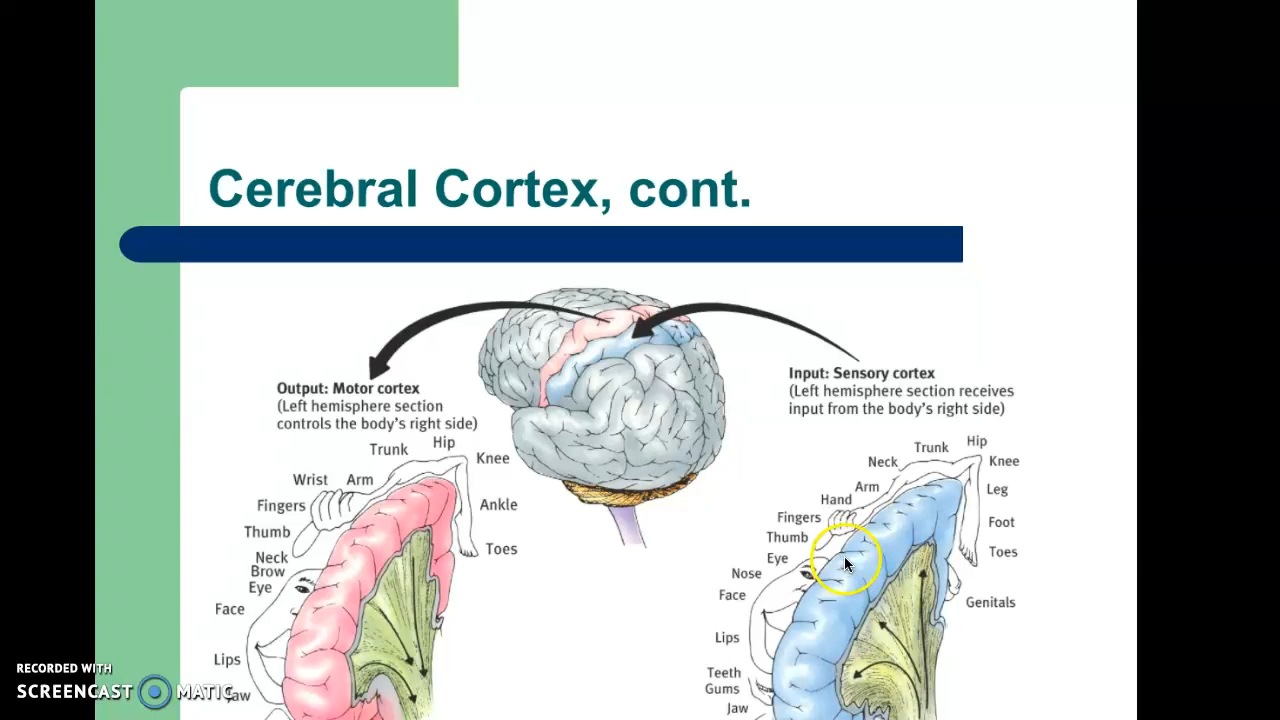 Cerebral Cortex, cont.
Output: Motor cortex
(Left hemisphere section
controls the body's right side)
Input: Sensory cortex
(Left hemisphere section receives
input from the body's right side)
Hip
Trunk
Knee
Wrist
Arm
Fingers
Ankle
Thumb
Toes
Neck
Brow
Eye
Face
Lips
Jaw
Hip
Trunk
Neck
Knee
Arm
Leg
Hand
Fingers
Foot
Thumb
Toes
Eye
Nose
Face
Genitals
Lips
Teeth
Gums
Jaw
RECORDED WITH
SCREENCAST MATIC